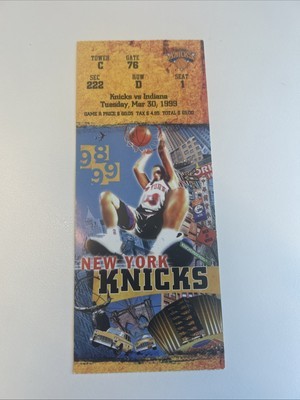 TOWER GATE
C 76
SEC ROW SEAT
222 D 1
Knicks vs Indiana
Tuesday, Mar 30, 1999
98
99
NEW YORK
KNICKS